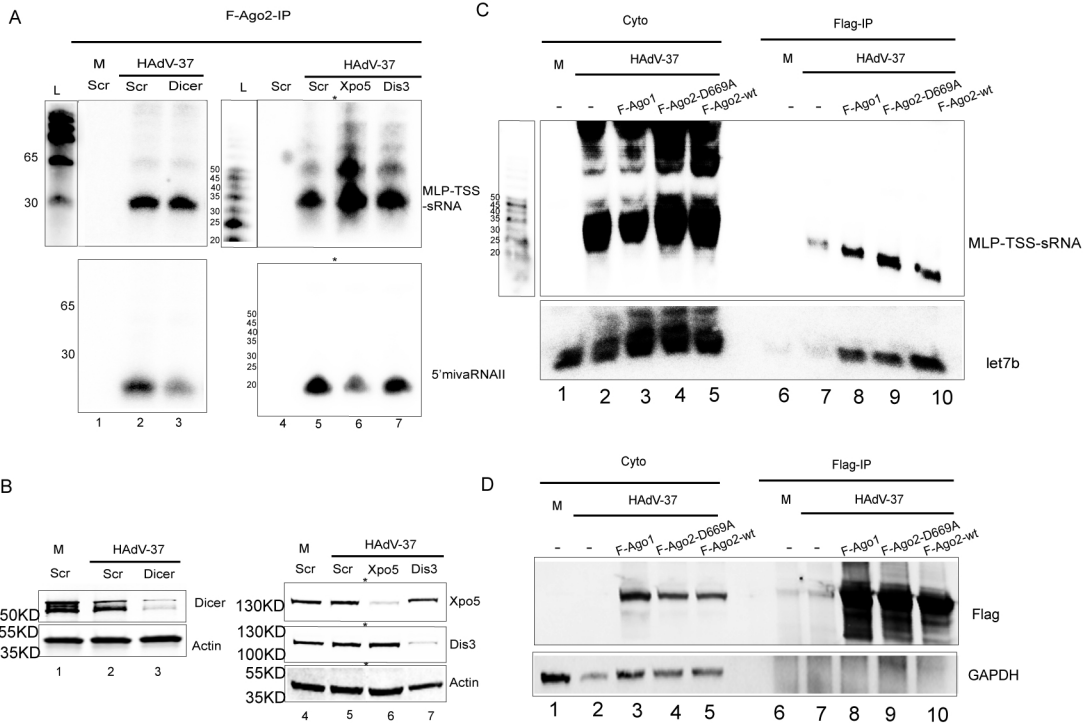 A
F-Ago2-IP
M
HAdV-37
HAdV-37
L
Scr
Scr
Dicer
L
Scr
Scr
Xpo5
Dis3
*
65
30
50
45
40
35
30
25
20
MLP-TSS
-sRNA
*
65
30
50
45
40
35
30
25
20
5'mivaRNAII
1
2
3
4
5
6
7
B
M
HAdV-37
Scr
Scr
Dicer
50KD
Dicer
55KD
35KD
Actin
1
2
3
M
HAdV-37
Scr
Scr
Xpo5
Dis3
*
130KD
Xpo5
*
130KD
100KD
Dis3
*
55KD
35KD
Actin
4
5
6
7
C
Cyto
Flag-IP
M
HAdV-37
M
HAdV-37
-
-
F-Ago1
F-Ago2-D669A
F-Ago2-wt
-
-
F-Ago1
F-Ago2-D669A
F-Ago2-wt
50
45
40
35
30
25
20
MLP-TSS-sRNA
let7b
1
2
3
4
5
6
7
8
9
10
D
Cyto
Flag-IP
M
HAdV-37
M
HAdV-37
-
-
F-Ago1
F-Ago2-D669A
F-Ago2-wt
-
-
F-Ago1
F-Ago2-D669A
F-Ago2-wt
Flag
GAPDH
1
2
3
4
5
6
7
8
9
10